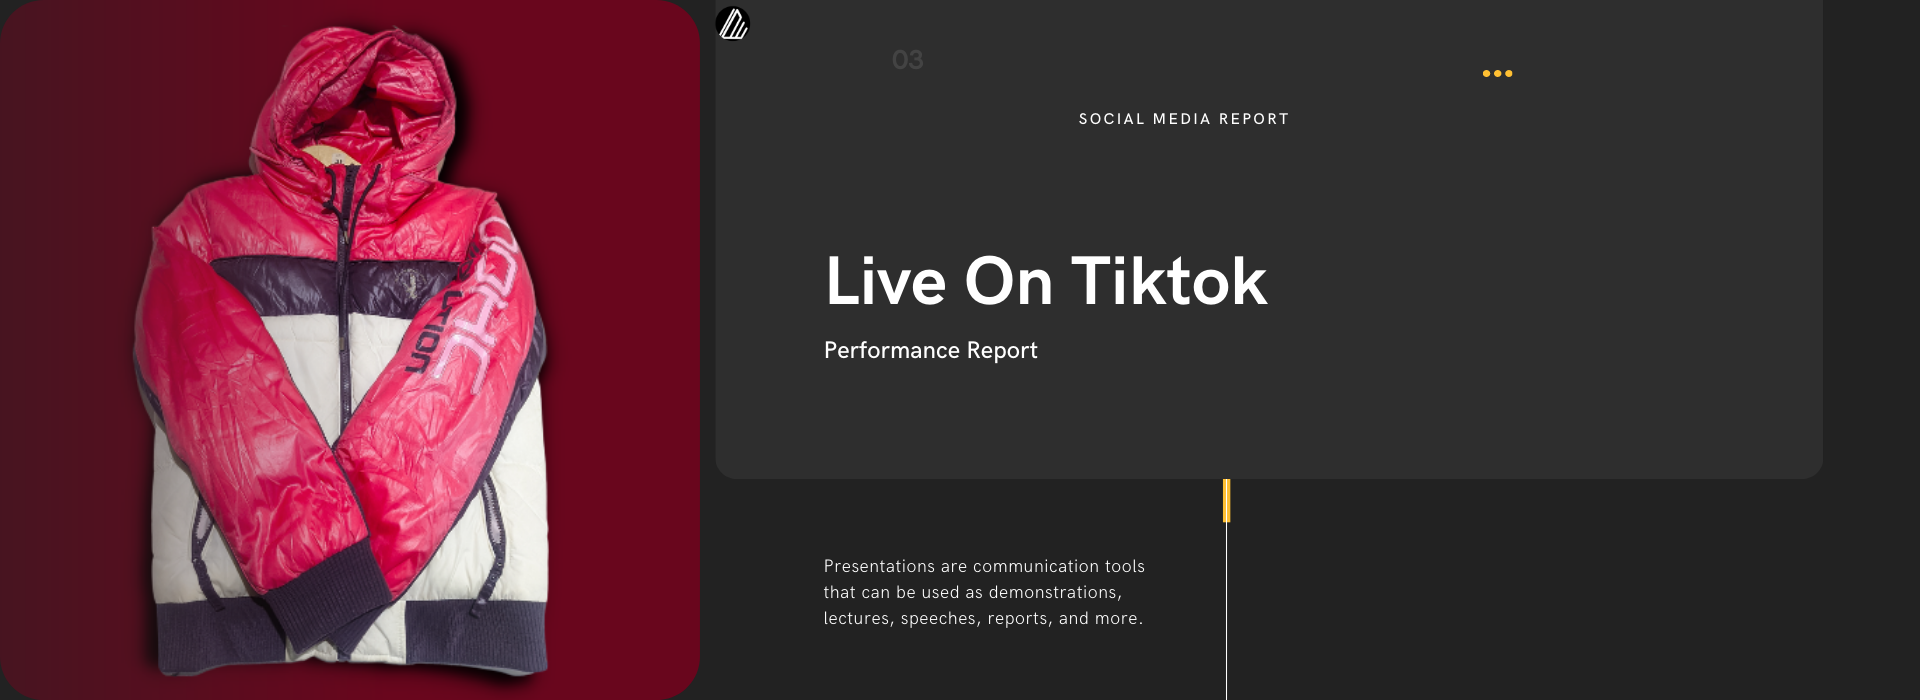 03
SOCIAL MEDIA REPORT
Live On Tiktok
Performance Report
Presentations are communication tools
that can be used as demonstrations,
lectures, speeches, reports, and more.